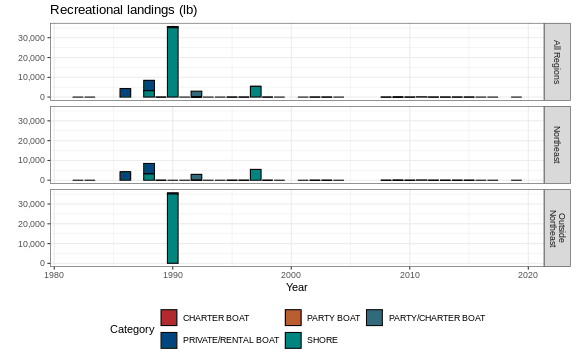 Recreational landings (lb)
30,000
20,000
10,000
0
All Regions
30,000
20,000
10,000
0
Northeast
30,000
20,000
10,000
0
Outside
Northeast
1980 1990 2000 2010 2020
Year
Category
CHARTER BOAT PARTY BOAT PARTY/CHARTER BOAT
PRIVATE/RENTAL BOAT SHORE